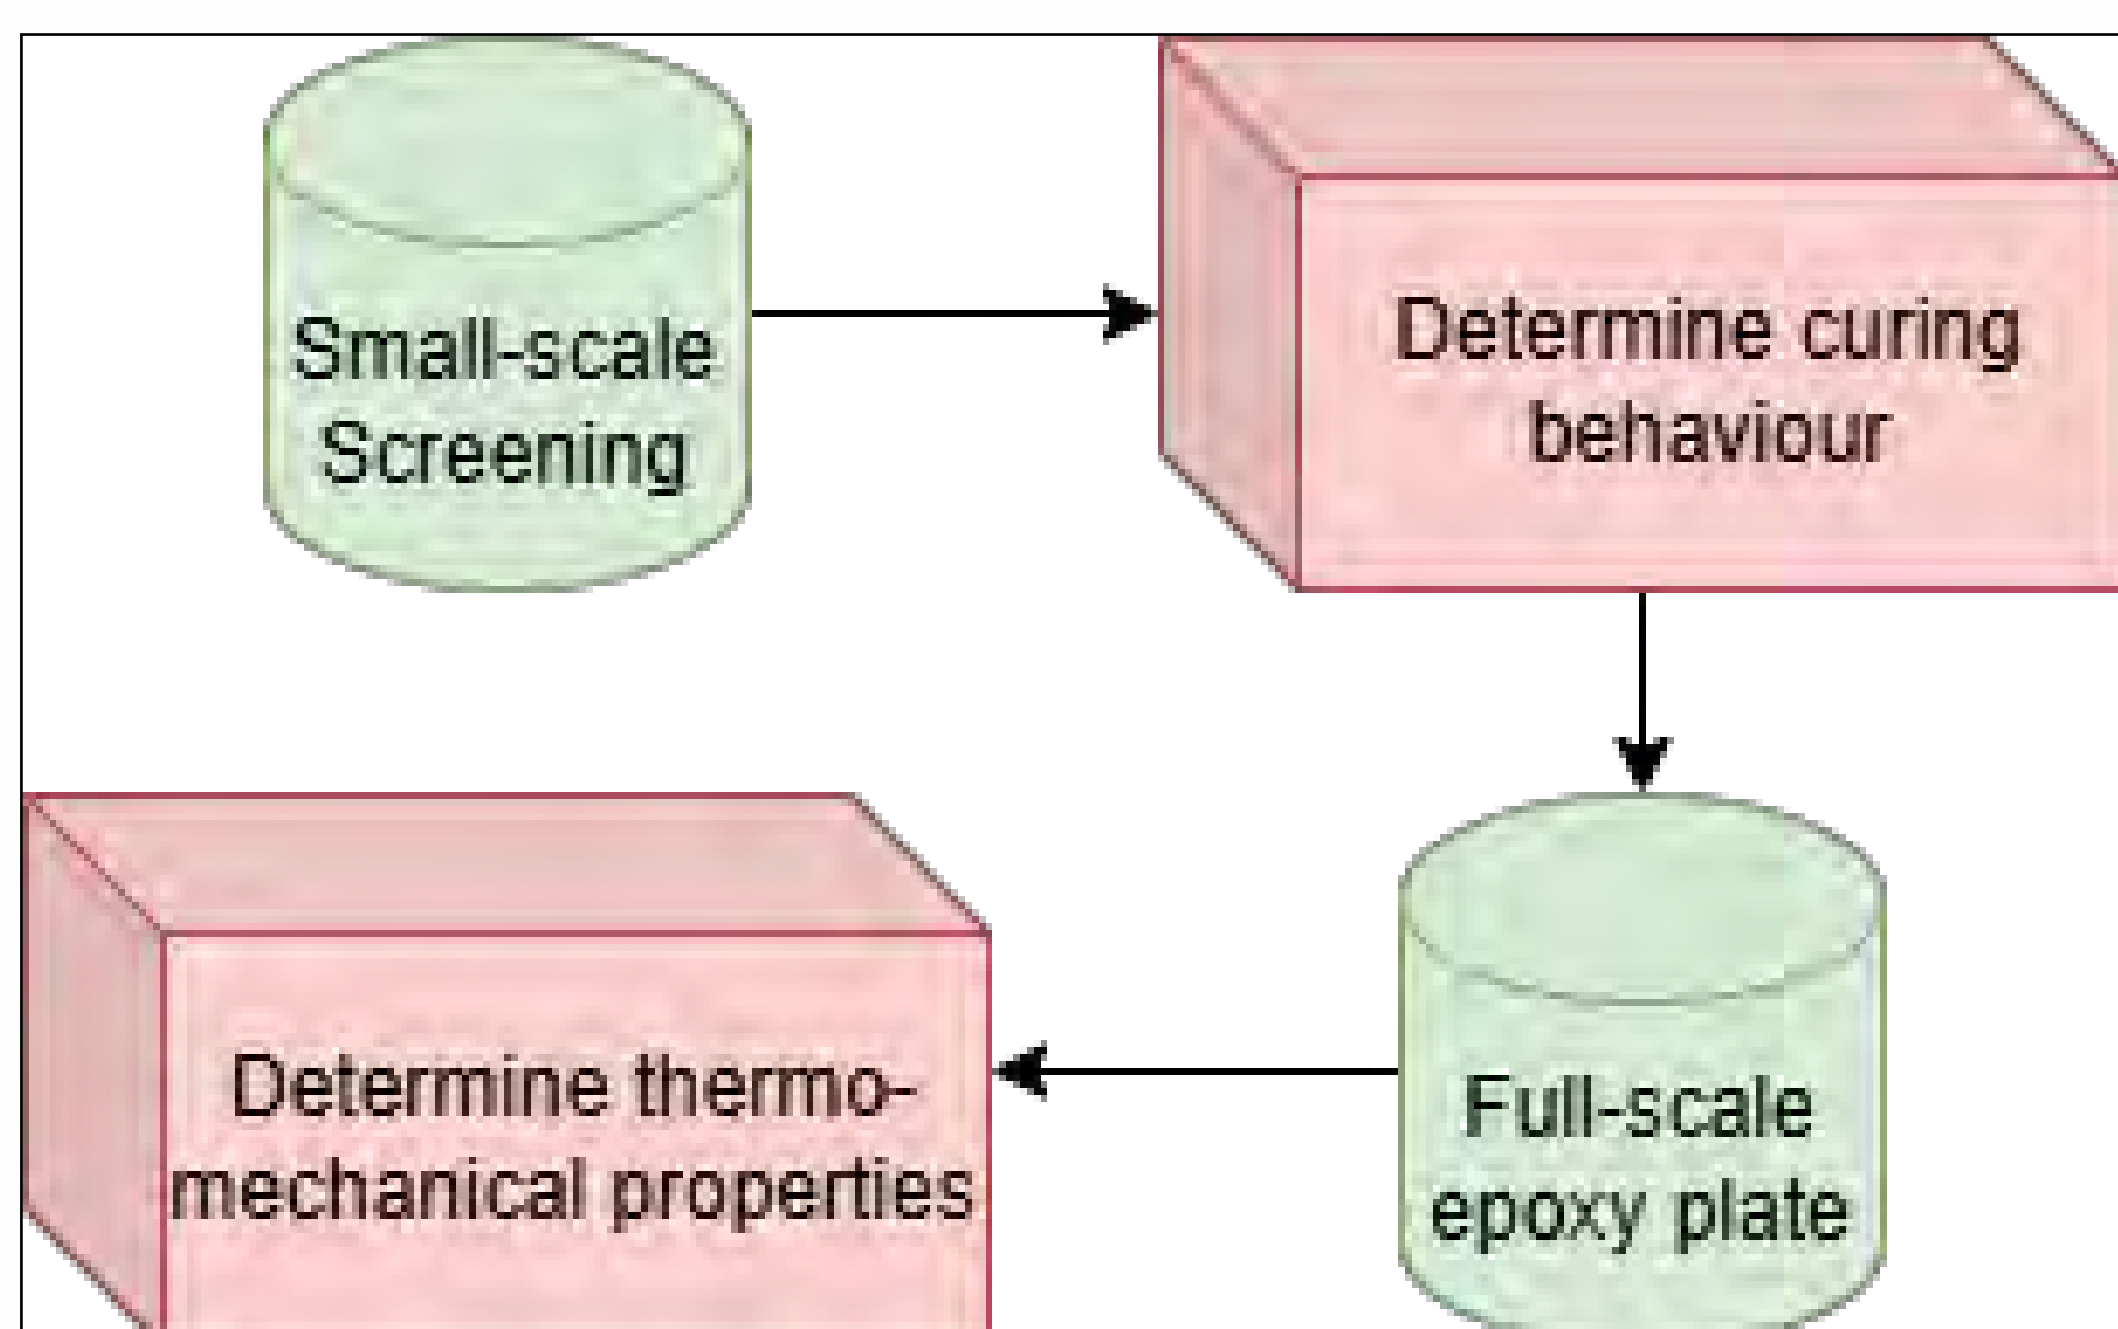 Small-scale
Screening
Determine curing
behaviour
Determine thermo-
mechanical properties
Full-scale
epoxy plate